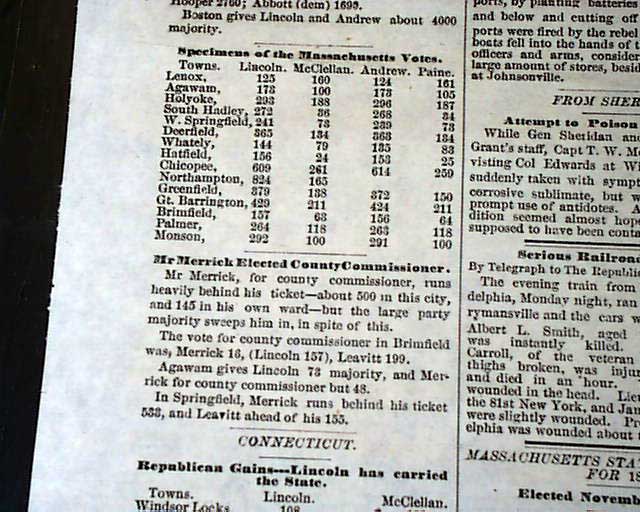 Hooper 2760; Abbott (dem) 1693.
Boston gives Lincoln and Andrew about 4000
majority.
Specimens of the Massachusetts Votes.
Towns. Lincoln. McClellan. Andrew. Paine.
Lenox, 125 160 124 161
Agawam, 173 100 173 105
Holyoke, 293 188 296 187
South Hadley, 272 36 268 34
W. Springfield, 241 73 239 73
Deerfield, 365 134 363 134
Whately, 144 79 135 83
Hatfield, 156 24 153 25
Chicopee, 609 261 614 259
Northampton, 824 165
Greenfield, 379 138 372 150
Gt. Barrington, 429 211 424 211
Brimfield, 157 63 156 64
Palmer, 264 118 263 118
Monson, 292 100 291 100
Mr Merrick Elected County Commissioner.
Mr Merrick, for county commissioner, runs
heavily behind his ticket—about 500 in this city,
and 145 in his own ward—but the large party
majority sweeps him in, in spite of this.
The vote for county commissioner in Brimfield
was, Merrick 16, (Lincoln 157), Leavitt 199.
Agawam gives Lincoln 73 majority, and Mer-
rick for county commissioner but 48.
In Springfield, Merrick runs behind his ticket
533, and Leavitt ahead of his 155.
CONNECTICUT.
Republican Gains—Lincoln has carried
the State.
Towns. Lincoln. McClellan.
Windsor Locks 108
ports, by planting batteries
and below and cutting off
ports were fired by the rebel
boats fell into the hands of
officers and arms, consider
large amount of stores, besid
at Johnsonville.
FROM SHER
Attempt to Poison
While Gen Sheridan and
Grant's staff, Capt T. W. M
visting Col Edwards at Wi
suddenly taken with sympt
corrosive sublimate, but w
prompt use of antidotes. A
dition seemed almost hope
supposed to have been conta
Serious Railroad
By Telegraph to The Republi
The evening train from
delphia, Monday night, ran
rymansville and the cars w
Albert L. Smith, aged
was instantly killed.
Carroll, of the veteran
thighs broken, was injur
and died in an hour.
wounded in the head. Lieu
the 81st New York, and Jam
were slightly wounded. Pr
elphia was wounded about
MASSACHUSETTS STA
FOR 18
Elected Novemb